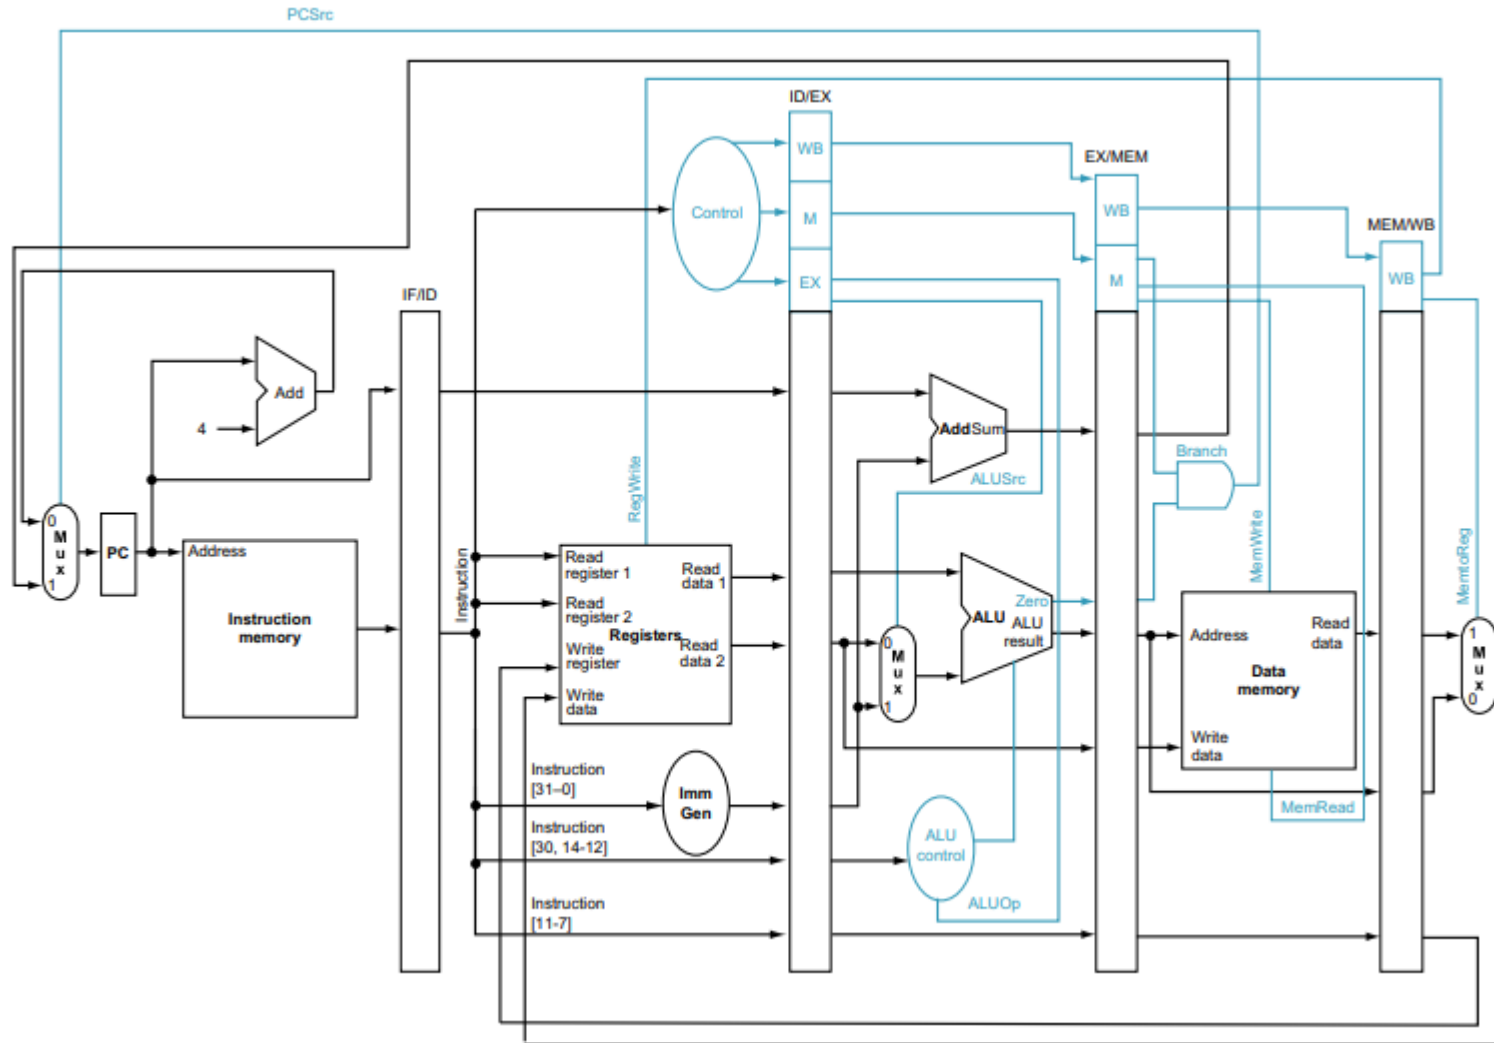 PCSrc
ID/EX
WB
EX/MEM
Control
WB
M
MEM/WB
EX
M
WB
IF/ID
Add
4
Add Sum
Branch
ALUSrc
RegWrite
MemWrite
MemtoReg
0
M
u
x
1
PC
Address
Instruction
memory
Instruction
Read
register 1
Read
data 1
Read
register 2
Registers
Write
register
Read
data 2
Write
data
0
M
u
x
1
Zero
ALU
ALU
result
Address
Read
data
Data
memory
Write
data
1
M
u
x
0
Instruction
[31–0]
Imm
Gen
MemRead
Instruction
[30, 14-12]
ALU
control
Instruction
[11-7]
ALUOp